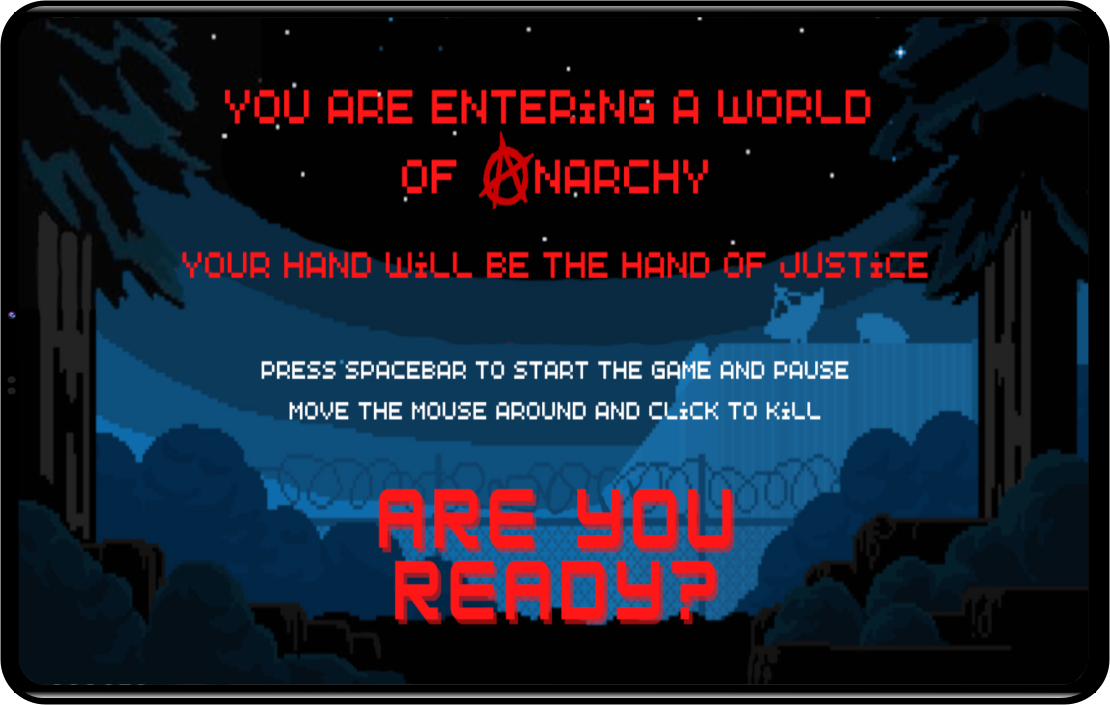 YOU ARE ENTERiNG A WORLD
OF ANARCHY
YOUR HAND WiLL BE THE HAND OF JUSTiCE
PRESS SPACEBAR TO START THE GAME AND PAUSE
MOVE THE MOUSE AROUND AND CLiCK TO KiLL
ARE YOU
READY?